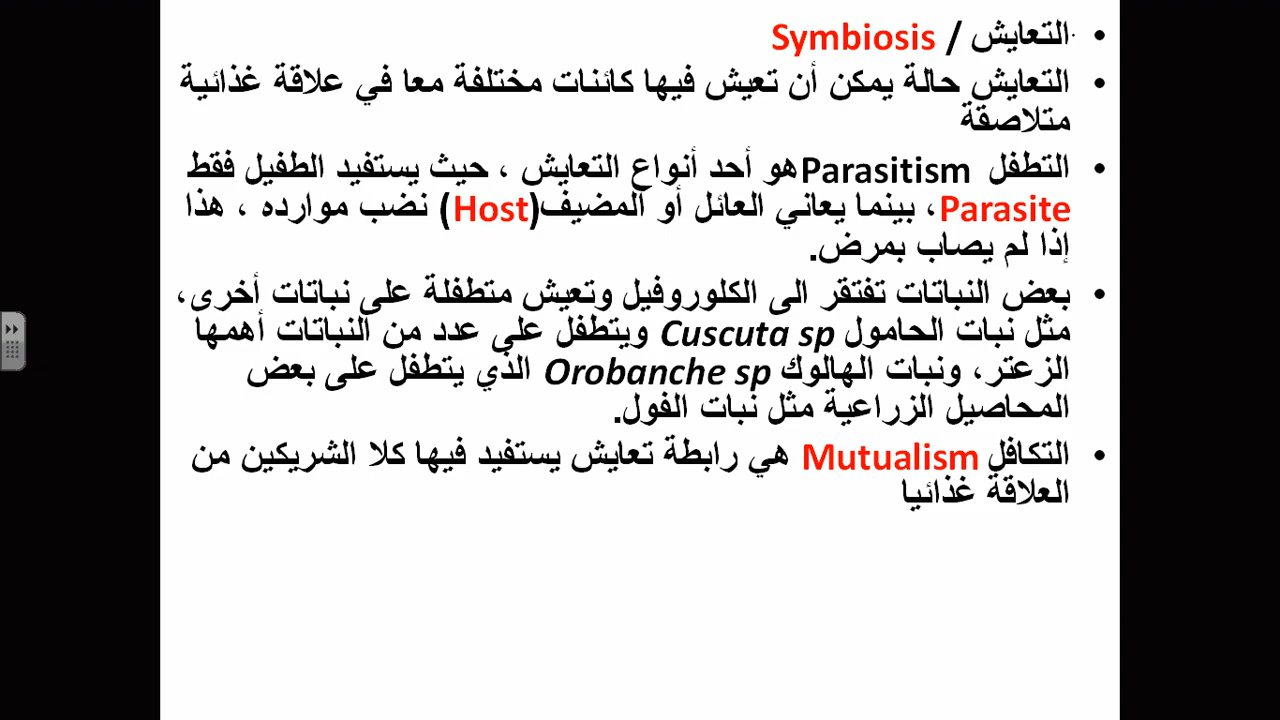 • التعايش / Symbiosis
• التعايش حالة يمكن أن تعيش فيها كائنات مختلفة معا في علاقة غذائية
متلاصقة
• التطفل Parasitism هو أحد أنواع التعايش ، حيث يستفيد الطفيل فقط
Parasite، بينما يعاني العائل أو المضيف(Host) نضب موارده ، هذا
إذا لم يصاب بمرض.
• بعض النباتات تفتقر الى الكلوروفيل وتعيش متطفلة على نباتات أخرى،
مثل نبات الحامول Cuscuta sp ويتطفل على عدد من النباتات أهمها
الزعتر، ونبات الهالوك Orobanche sp الذي يتطفل على بعض
المحاصيل الزراعية مثل نبات الفول.
• التكافل Mutualism هي رابطة تعايش يستفيد فيها كلا الشريكين من
العلاقة غذائيا